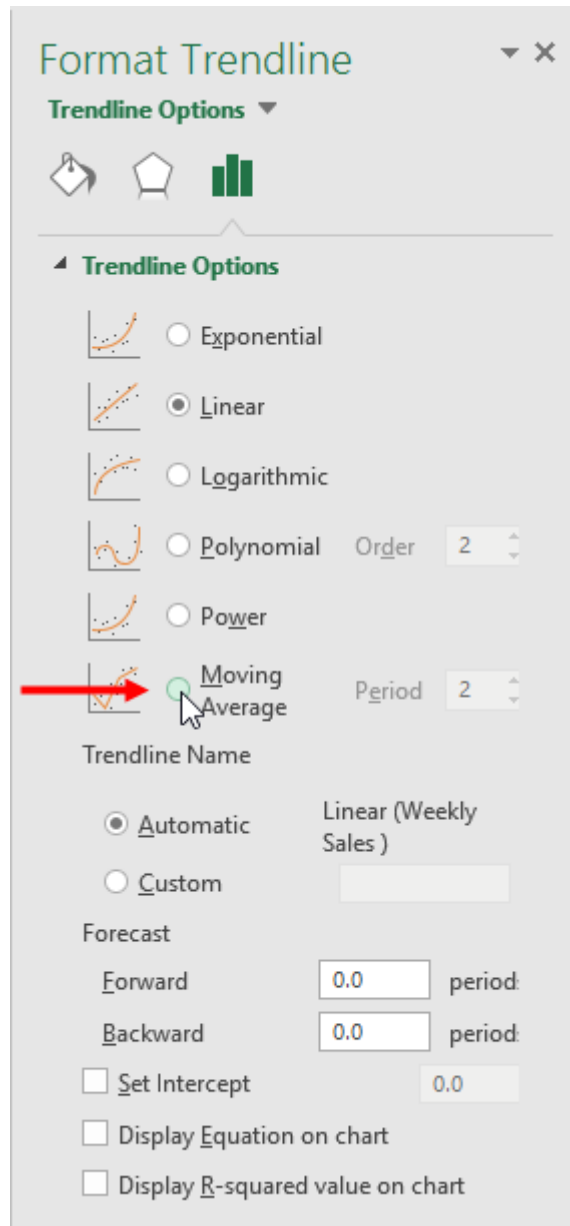 Format Trendline
Trendline Options
Trendline Options
Exponential
Linear
Logarithmic
Polynomial Order 2
Power
Moving
Average
Period 2
Trendline Name
Automatic
Linear (Weekly
Sales )
Custom
Forecast
Forward 0.0 period
Backward 0.0 period
Set Intercept 0.0
Display Equation on chart
Display R-squared value on chart